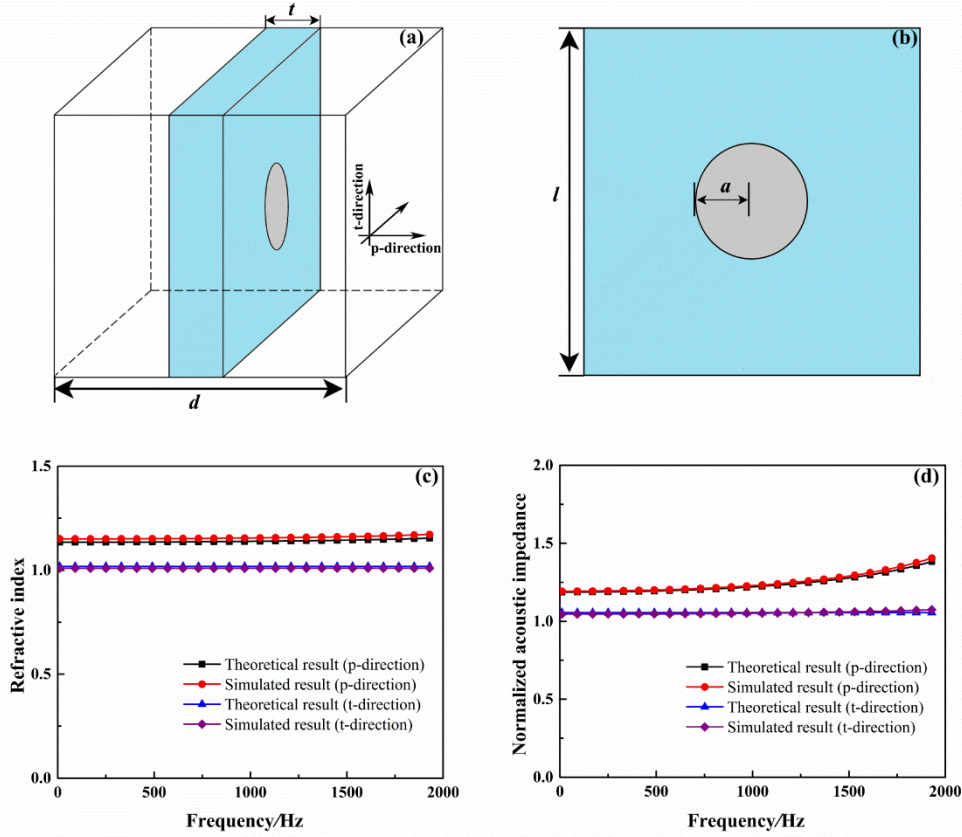 t
(a)
t-direction
p-direction
d
(b)
l
a
(c)
1.5
1.0
0.5
0.0
Refractive index
Theoretical result (p-direction)
Simulated result (p-direction)
Theoretical result (t-direction)
Simulated result (t-direction)
0 500 1000 1500 2000
Frequency/Hz
(d)
2.0
1.5
1.0
0.5
0.0
Normalized acoustic impedance
Theoretical result (p-direction)
Simulated result (p-direction)
Theoretical result (t-direction)
Simulated result (t-direction)
0 500 1000 1500 2000
Frequency/Hz